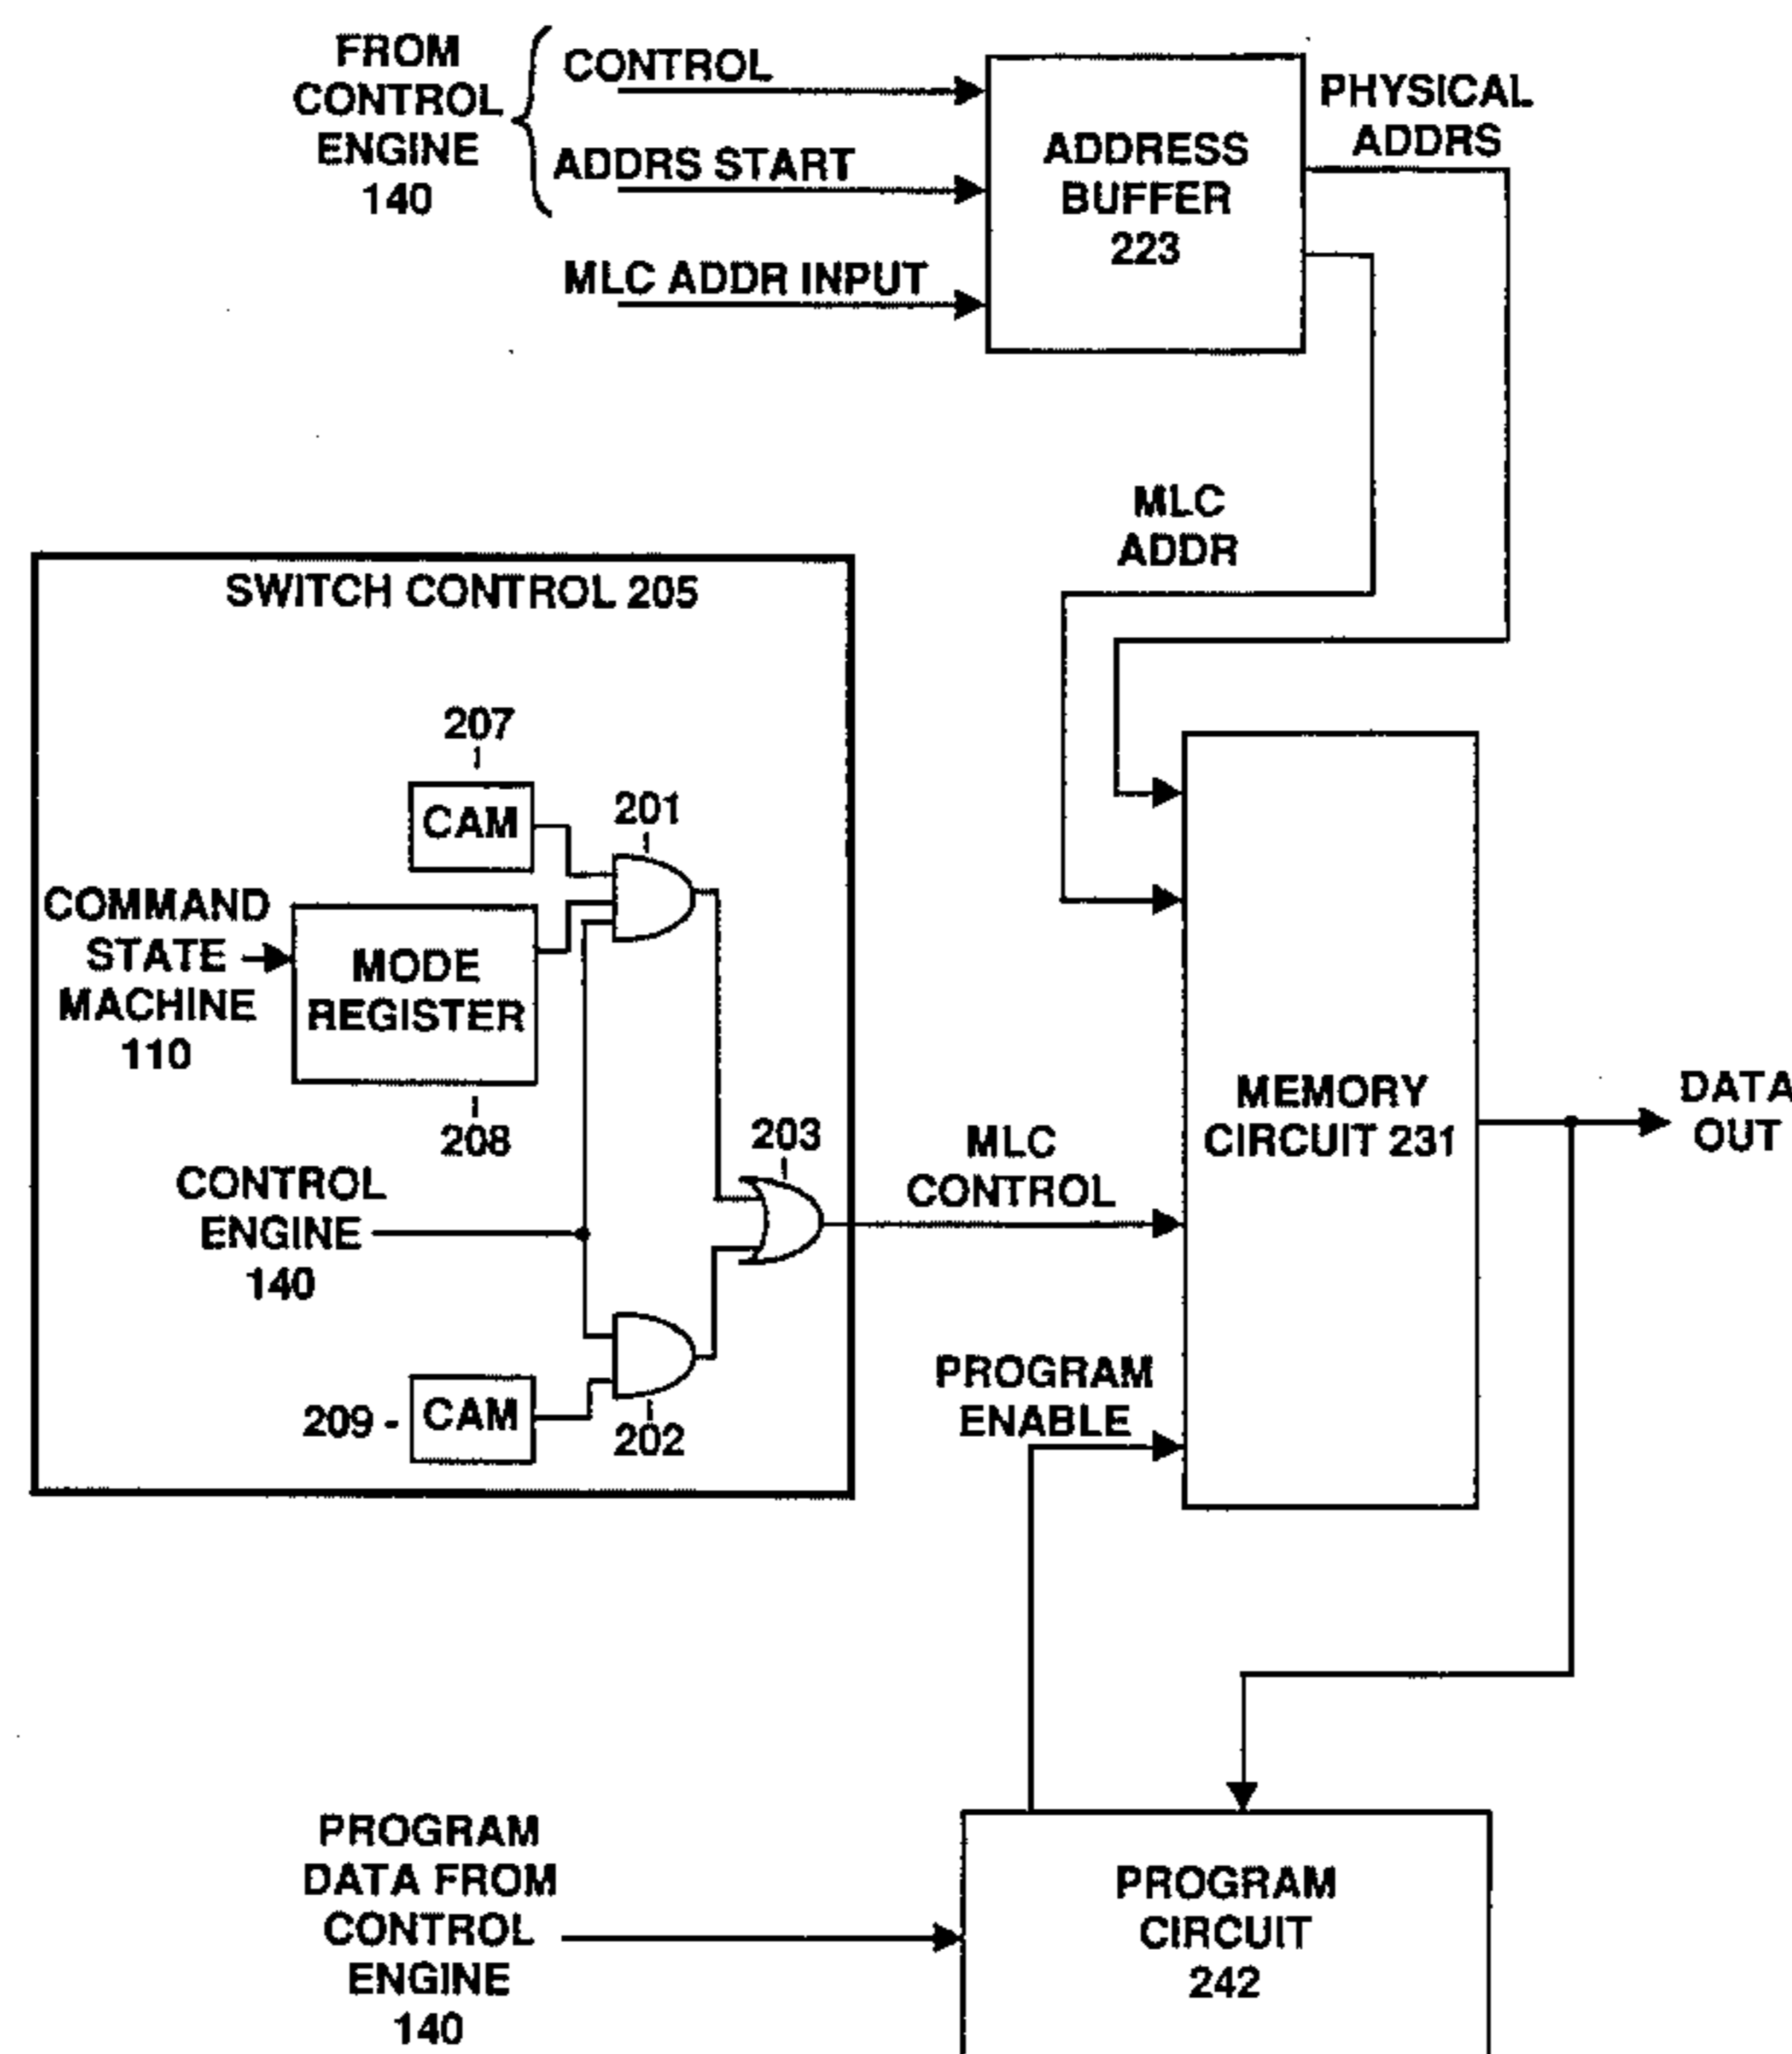 FROM
CONTROL
ENGINE
140
CONTROL
ADDRS START
MLC ADDR INPUT
ADDRESS
BUFFER
223
PHYSICAL
ADDRS
MLC
ADDR
SWITCH CONTROL 205
207
CAM
201
COMMAND
STATE
MACHINE
110
MODE
REGISTER
208
CONTROL
ENGINE
140
203
209 -
CAM
202
MLC
CONTROL
MEMORY
CIRCUIT 231
DATA
OUT
PROGRAM
ENABLE
PROGRAM
DATA FROM
CONTROL
ENGINE
140
PROGRAM
CIRCUIT
242